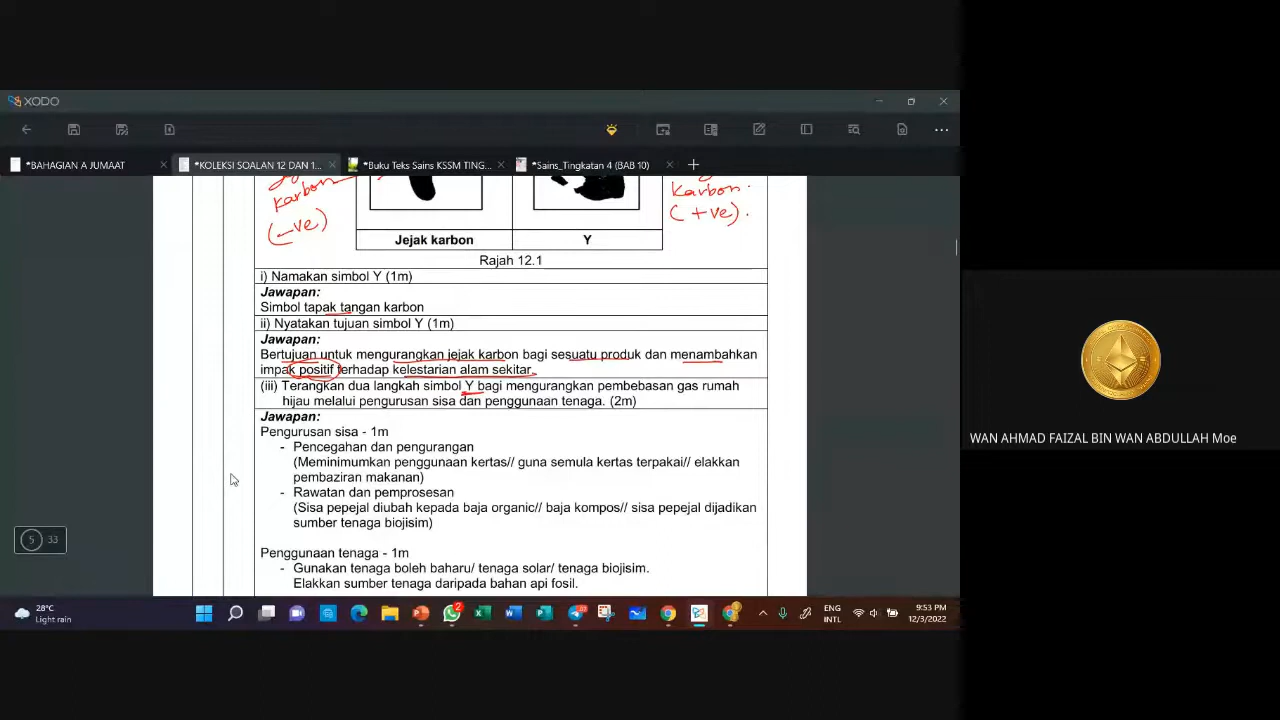 XODO
*BAHAGIAN A JUMAAT
*KOLEKSI SOALAN 12 DAN 1...
*Buku Teks Sains KSSM TING...
*Sains_Tingkatan 4 (BAB 10)
karbon
(-ve)
karbon.
(+ve).
Jejak karbon
Y
Rajah 12.1
i) Namakan simbol Y (1m)
Jawapan:
Simbol tapak tangan karbon
ii) Nyatakan tujuan simbol Y (1m)
Jawapan:
Bertujuan untuk mengurangkan jejak karbon bagi sesuatu produk dan menambahkan
impak positif terhadap kelestarian alam sekitar.
(iii) Terangkan dua langkah simbol Y bagi mengurangkan pembebasan gas rumah
hijau melalui pengurusan sisa dan penggunaan tenaga. (2m)
Jawapan:
Pengurusan sisa - 1m
- Pencegahan dan pengurangan
(Meminimumkan penggunaan kertas// guna semula kertas terpakai// elakkan
pembaziran makanan)
- Rawatan dan pemprosesan
(Sisa pepejal diubah kepada baja organic// baja kompos// sisa pepejal dijadikan
sumber tenaga biojisim)
Penggunaan tenaga - 1m
- Gunakan tenaga boleh baharu/ tenaga solar/ tenaga biojisim.
Elakkan sumber tenaga daripada bahan api fosil.
5 33
WAN AHMAD FAIZAL BIN WAN ABDULLAH Moe
28°C
Light rain
2
ENG
INTL
9:53 PM
12/3/2022